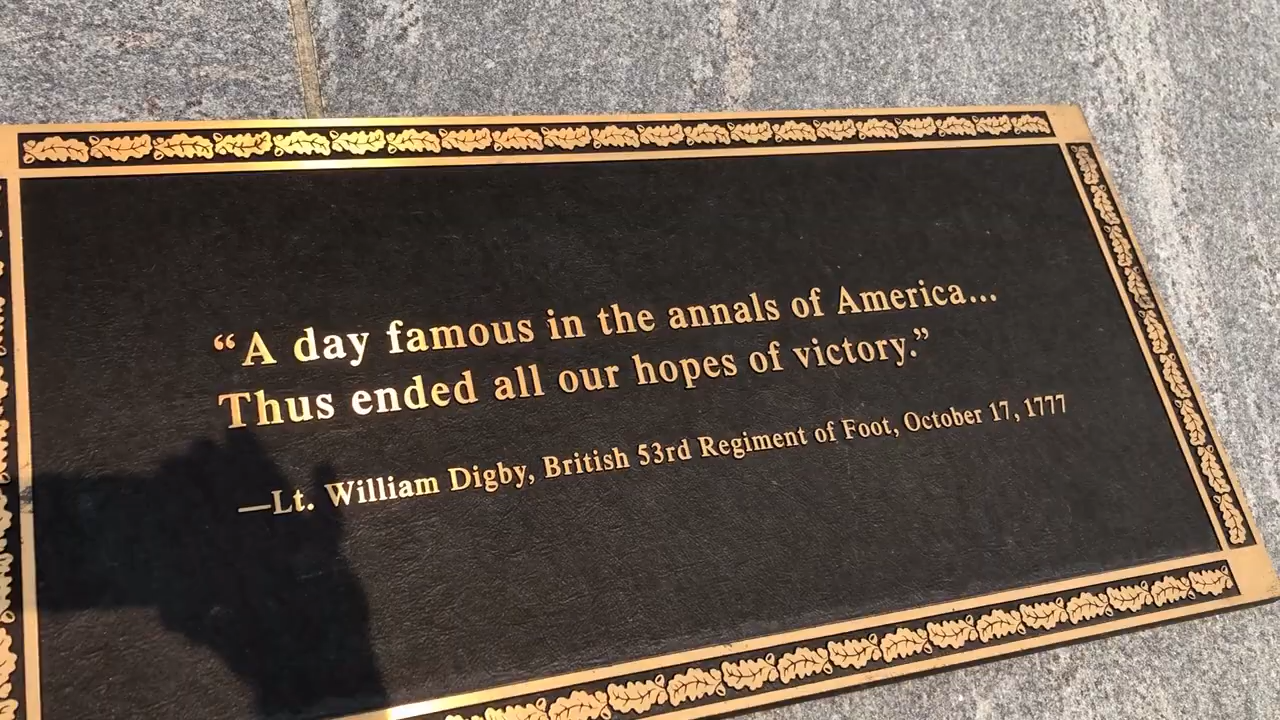 “A day famous in the annals of America...
Thus ended all our hopes of victory.”
—Lt. William Digby, British 53rd Regiment of Foot, October 17, 1777